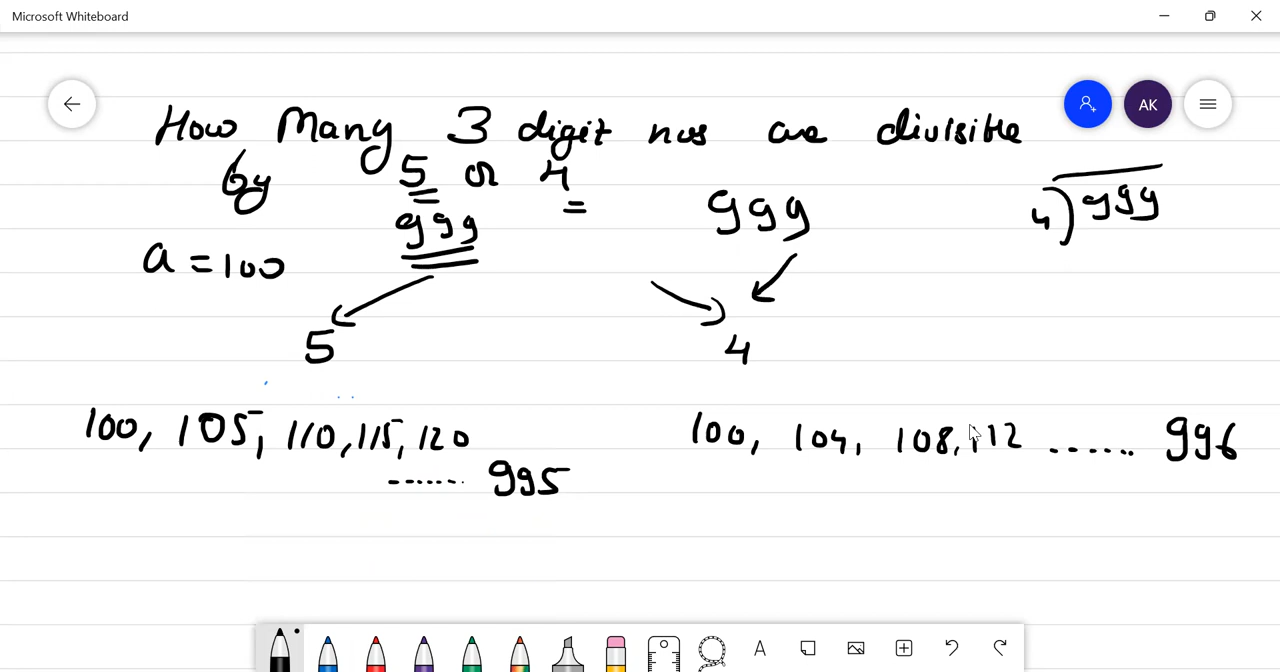 Microsoft Whiteboard
AK
How Many 3 digit nos are divisible
by 5 or 4
999 999 4)999
a = 100
5 4
100, 105, 110, 115, 120
...... 995
100, 104, 108, 112 ...... 996
A